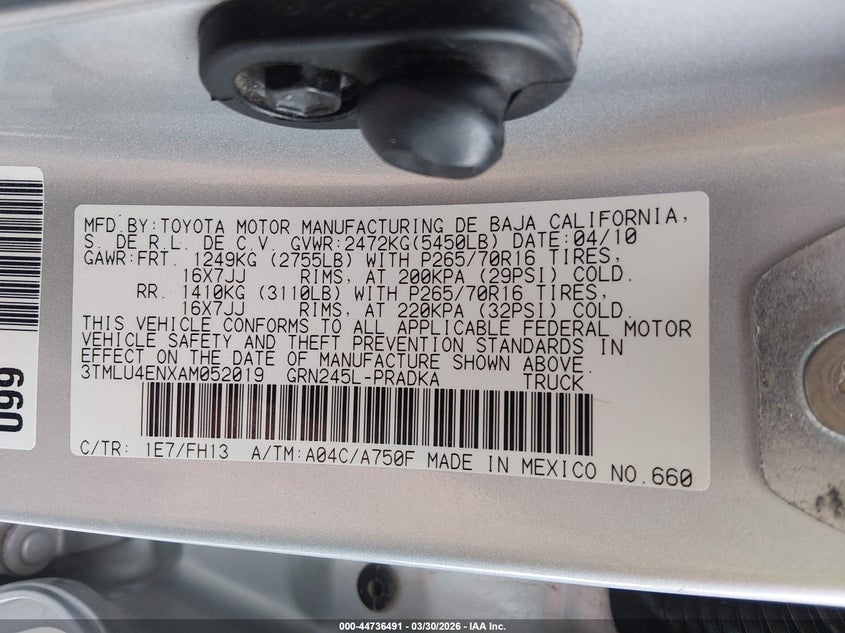 MFD.BY:TOYOTA MOTOR MANUFACTURING DE BAJA CALIFORNIA,
S. DE R.L. DE C.V. GVWR:2472KG(5450LB) DATE:04/10
GAWR:FRT. 1249KG (2755LB) WITH P265/70R16 TIRES,
16X7JJ RIMS, AT 200KPA (29PSI) COLD.
RR. 1410KG (3110LB) WITH P265/70R16 TIRES,
16X7JJ RIMS, AT 220KPA (32PSI) COLD.
THIS VEHICLE CONFORMS TO ALL APPLICABLE FEDERAL MOTOR
VEHICLE SAFETY AND THEFT PREVENTION STANDARDS IN
EFFECT ON THE DATE OF MANUFACTURE SHOWN ABOVE.
3TMLU4ENXAM052019 GRN245L-PRADKA TRUCK
C/TR: 1E7/FH13 A/TM:A04C/A750F MADE IN MEXICO NO.660
000-44736491 - 03/30/2026 - IAA Inc.